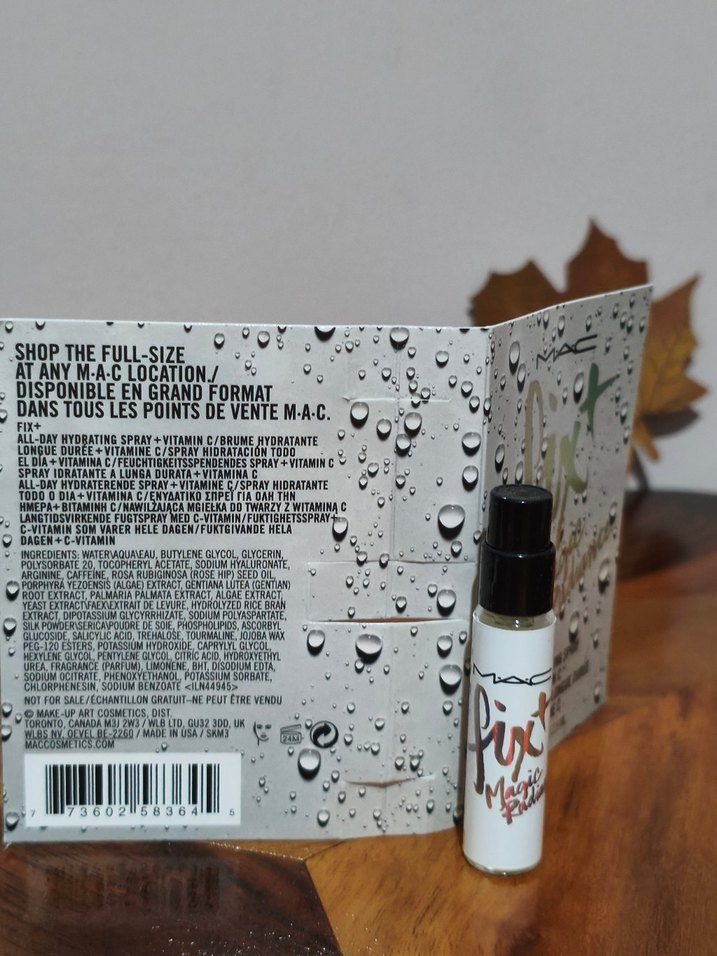 SHOP THE FULL-SIZE
AT ANY M·A·C LOCATION./
DISPONIBLE EN GRAND FORMAT
DANS TOUS LES POINTS DE VENTE M·A·C.
FIX+
ALL-DAY HYDRATING SPRAY + VITAMIN C/BRUME HYDRATANTE
LONGUE DURÉE + VITAMINE C/SPRAY HIDRATACIÓN TODO
EL DÍA + VITAMINA C/FEUCHTIGKEITSSPENDENDES SPRAY + VITAMIN C
SPRAY IDRATANTE A LUNGA DURATA + VITAMINA C
ALL-DAY HYDRATERENDE SPRAY + VITAMINE C/SPRAY HIDRATANTE
TODO O DIA + VITAMINA C/ΕΝΥΔΑΤΙΚΟ ΣΠΡΕΪ ΓΙΑ ΟΛΗ ΤΗΝ
ΗΜΕΡΑ + ΒΙΤΑΜΙΝΗ C/NAWILŻAJĄCA MGIEŁKA DO TWARZY Z WITAMINĄ C
LANGTIDSVIRKENDE FUGTSPRAY MED C-VITAMIN/FUKTIGHETSSPRAY+
C-VITAMIN SOM VARER HELE DAGEN/FUKTGIVANDE HELA
DAGEN + C-VITAMIN
INGREDIENTS: WATER\AQUA\EAU, BUTYLENE GLYCOL, GLYCERIN,
POLYSORBATE 20, TOCOPHERYL ACETATE, SODIUM HYALURONATE,
ARGININE, CAFFEINE, ROSA RUBIGINOSA (ROSE HIP) SEED OIL,
PORPHYRA YEZOENSIS (ALGAE) EXTRACT, GENTIANA LUTEA (GENTIAN)
ROOT EXTRACT, PALMARIA PALMATA EXTRACT, ALGAE EXTRACT,
YEAST EXTRACT\FAEX\EXTRAIT DE LEVURE, HYDROLYZED RICE BRAN
EXTRACT, DIPOTASSIUM GLYCYRRHIZATE, SODIUM POLYASPARTATE,
SILK POWDER\SERICA\POUDRE DE SOIE, PHOSPHOLIPIDS, ASCORBYL
GLUCOSIDE, SALICYLIC ACID, TREHALOSE, TOURMALINE, JOJOBA WAX
PEG-120 ESTERS, POTASSIUM HYDROXIDE, CAPRYLYL GLYCOL,
HEXYLENE GLYCOL, PENTYLENE GLYCOL, CITRIC ACID, HYDROXYETHYL
UREA, FRAGRANCE (PARFUM), LIMONENE, BHT, DISODIUM EDTA,
SODIUM OCITRATE, PHENOXYETHANOL, POTASSIUM SORBATE,
CHLORPHENESIN, SODIUM BENZOATE <ILN44945>
NOT FOR SALE/ÉCHANTILLON GRATUIT–NE PEUT ÊTRE VENDU
© MAKE-UP ART COSMETICS, DIST.
TORONTO, CANADA M3J 2W3 / WLB LTD, GU32 3DD, UK
WLBS NV. OEVEL BE-2260 / MADE IN USA / SKM3
MACCOSMETICS.COM
24M
7 73602 58364 5
MAC
fix+
MAC
fix+
Magic